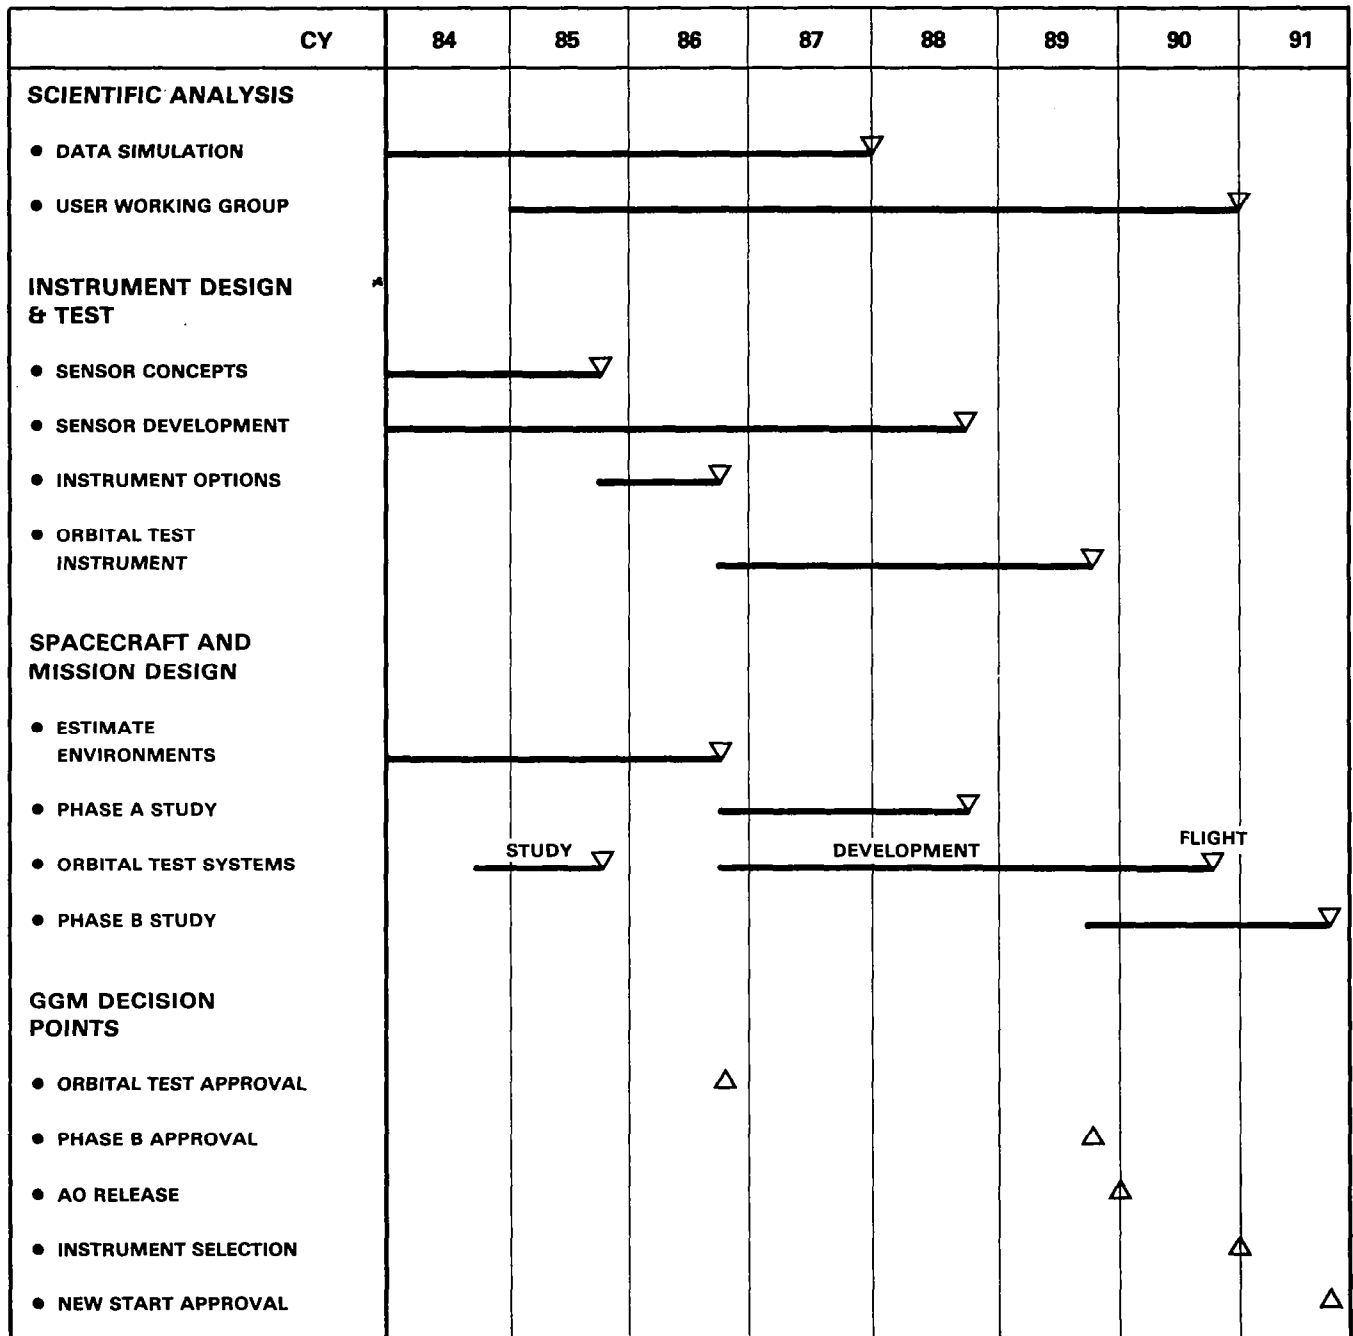 CY 84 85 86 87 88 89 90 91
SCIENTIFIC ANALYSIS
● DATA SIMULATION
● USER WORKING GROUP
INSTRUMENT DESIGN
& TEST
● SENSOR CONCEPTS
● SENSOR DEVELOPMENT
● INSTRUMENT OPTIONS
● ORBITAL TEST
INSTRUMENT
SPACECRAFT AND
MISSION DESIGN
● ESTIMATE
ENVIRONMENTS
● PHASE A STUDY
● ORBITAL TEST SYSTEMS STUDY DEVELOPMENT FLIGHT
● PHASE B STUDY
GGM DECISION
POINTS
● ORBITAL TEST APPROVAL
● PHASE B APPROVAL
● AO RELEASE
● INSTRUMENT SELECTION
● NEW START APPROVAL